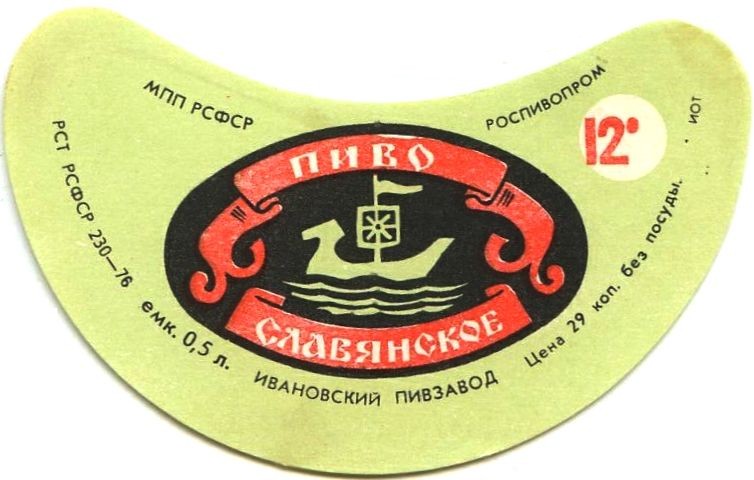 МПП РСФСР
РОСПИВОПРОМ
РСТ РСФСР 230—76
12°
ЮТ
ПИВО
СЛАВЯНСКОЕ
емк. 0,5 л.
ИВАНОВСКИЙ ПИВЗАВОД
Цена 29 коп. без посуды.